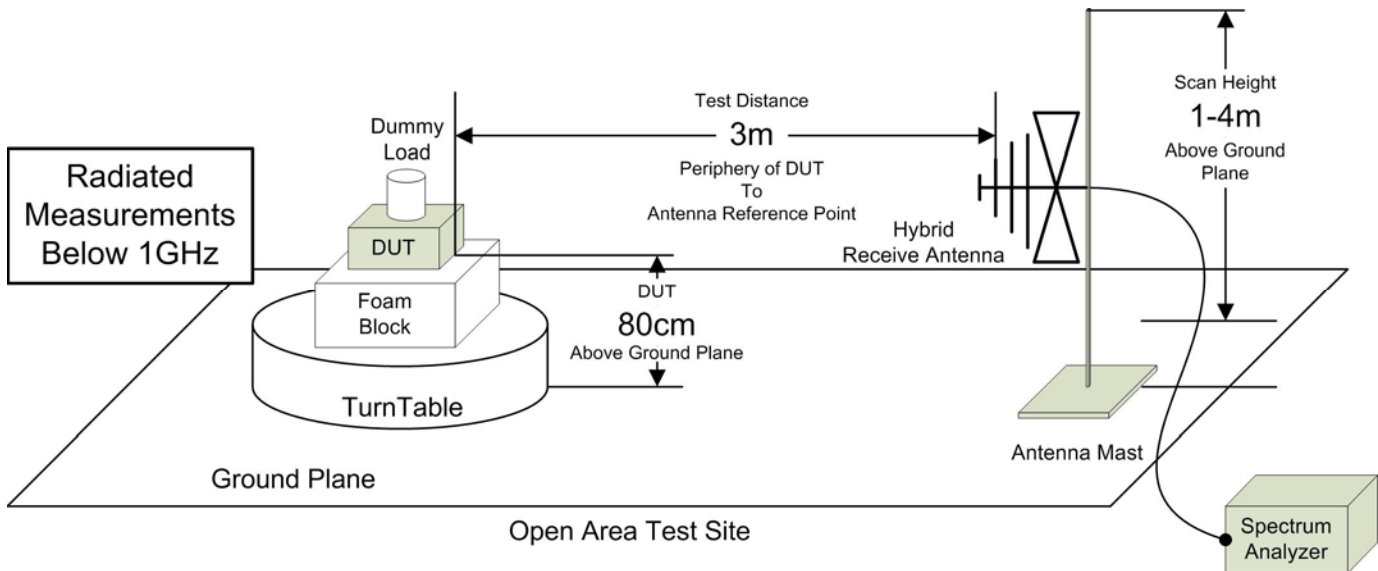 Radiated
Measurements
Below 1GHz
Dummy
Load
DUT
Foam
Block
TurnTable
Ground Plane
Test Distance
3m
Periphery of DUT
To
Antenna Reference Point
DUT
80cm
Above Ground Plane
Hybrid
Receive Antenna
Scan Height
1-4m
Above Ground
Plane
Antenna Mast
Open Area Test Site
Spectrum
Analyzer